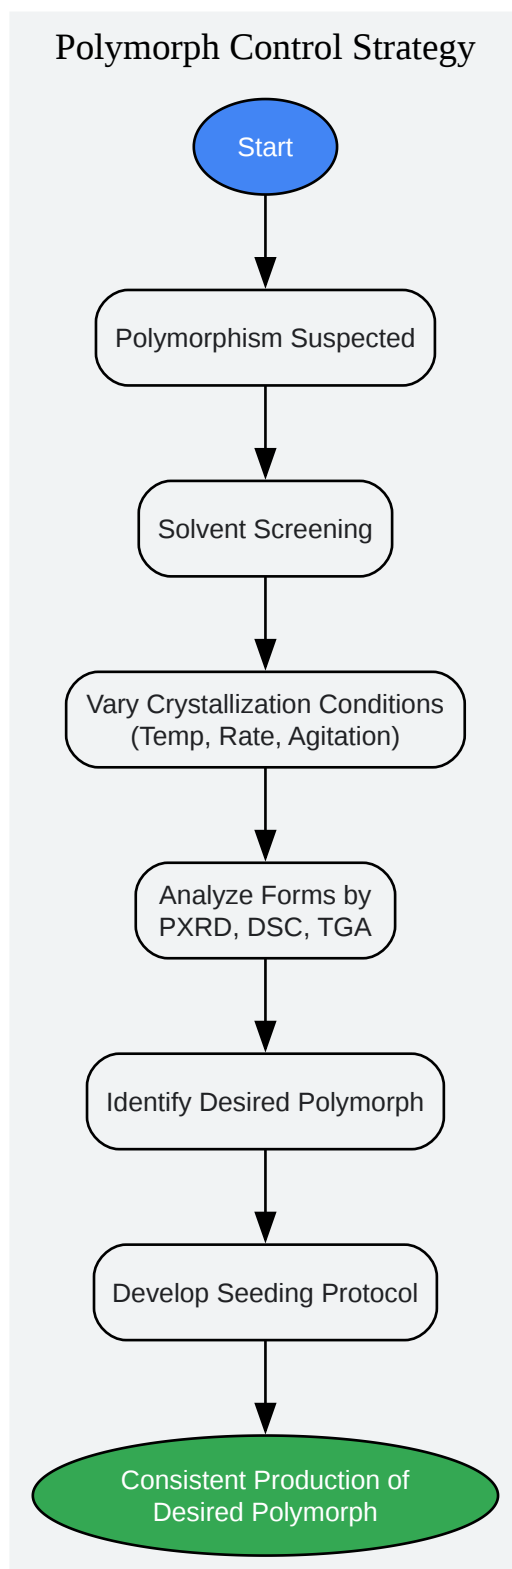 Polymorph Control Strategy
Start
Polymorphism Suspected
Solvent Screening
Vary Crystallization Conditions
(Temp, Rate, Agitation)
Analyze Forms by
PXRD, DSC, TGA
Identify Desired Polymorph
Develop Seeding Protocol
Consistent Production of
Desired Polymorph